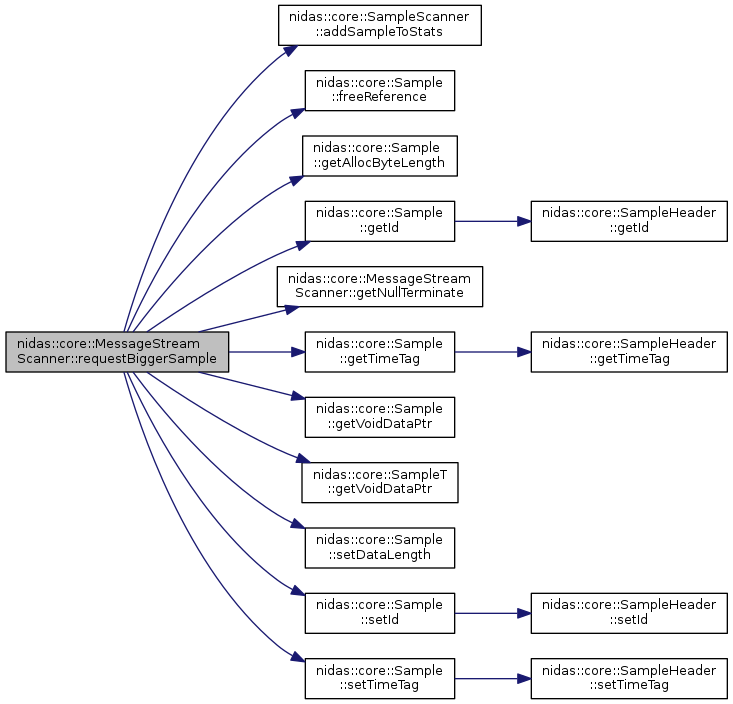 nidas::core::SampleScanner
::addSampleToStats
nidas::core::Sample
::freeReference
nidas::core::Sample
::getAllocByteLength
nidas::core::Sample
::getId
nidas::core::SampleHeader
::getId
nidas::core::MessageStream
Scanner::getNullTerminate
nidas::core::MessageStream
Scanner::requestBiggerSample
nidas::core::Sample
::getTimeTag
nidas::core::SampleHeader
::getTimeTag
nidas::core::Sample
::getVoidDataPtr
nidas::core::SampleT
::getVoidDataPtr
nidas::core::Sample
::setDataLength
nidas::core::Sample
::setId
nidas::core::SampleHeader
::setId
nidas::core::Sample
::setTimeTag
nidas::core::SampleHeader
::setTimeTag